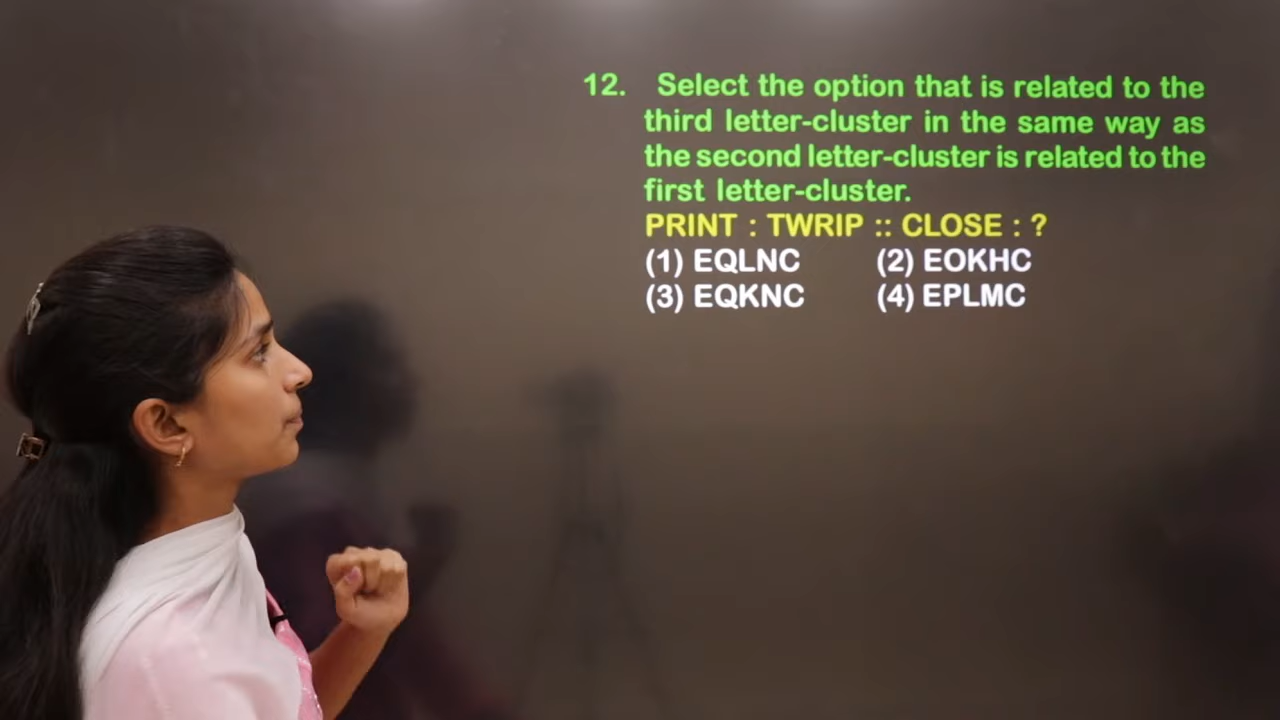 12. Select the option that is related to the
third letter-cluster in the same way as
the second letter-cluster is related to the
first letter-cluster.
PRINT : TWRIP :: CLOSE : ?
(1) EQLNC (2) EOKHC
(3) EQKNC (4) EPLMC